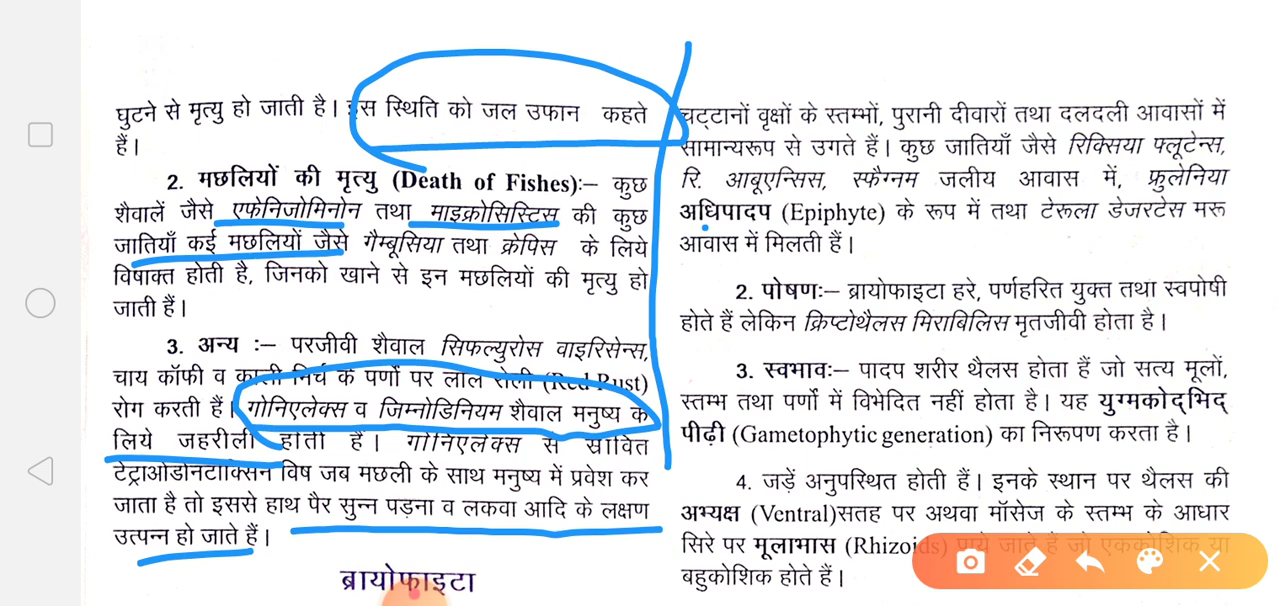 घुटने से मृत्यु हो जाती है। इस स्थिति को जल उफान कहते
हैं।
2. मछलियों की मृत्यु (Death of Fishes):– कुछ
शैवालें जैसे एफेनिजोमिनोन तथा माइक्रोसिस्टिस की कुछ
जातियाँ कई मछलियों जैसे गैम्बूसिया तथा क्रेपिस के लिये
विषाक्त होती है, जिनको खाने से इन मछलियों की मृत्यु हो
जाती हैं।
3. अन्य :– परजीवी शैवाल सिफल्युरोस वाइरिसेन्स,
चाय कॉफी व काली मिर्च के पर्णों पर लाल रोली (Red Rust)
रोग करती हैं। गोनिएलेक्स व जिम्नोडिनियम शैवाल मनुष्य के
लिये जहरीली होती हैं। गोनिएलेक्स से स्रावित
टेट्राओडोनटॉक्सिन विष जब मछली के साथ मनुष्य में प्रवेश कर
जाता है तो इससे हाथ पैर सुन्न पड़ना व लकवा आदि के लक्षण
उत्पन्न हो जाते हैं।
ब्रायोफाइटा
चट्टानों वृक्षों के स्तम्भों, पुरानी दीवारों तथा दलदली आवासों में
सामान्यरूप से उगते हैं। कुछ जातियाँ जैसे रिक्सिया फ्लूटेन्स,
रि. आबूएन्सिस, स्फैग्नम जलीय आवास में, फ्रुलेनिया
अधिपादप (Epiphyte) के रूप में तथा टेरूला डेजरटेस मरू
आवास में मिलती हैं।
2. पोषणः– ब्रायोफाइटा हरे, पर्णहरित युक्त तथा स्वपोषी
होते हैं लेकिन क्रिप्टोथैलस मिराबिलिस मृतजीवी होता है।
3. स्वभावः– पादप शरीर थैलस होता हैं जो सत्य मूलों,
स्तम्भ तथा पर्णों में विभेदित नहीं होता है। यह युग्मकोद्भिद्
पीढ़ी (Gametophytic generation) का निरूपण करता है।
4. जड़ें अनुपस्थित होती हैं। इनके स्थान पर थैलस की
अभ्यक्ष (Ventral)सतह पर अथवा मॉसेज के स्तम्भ के आधार
सिरे पर मूलाभास (Rhizoids) पाये जाते हैं जो एककोशिक या
बहुकोशिक होते हैं।